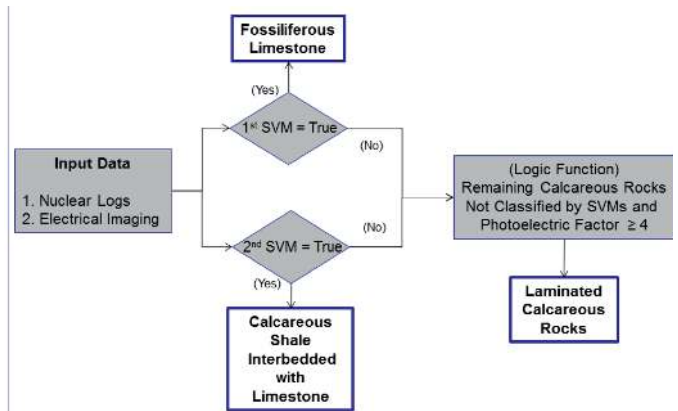 Fossiliferous
Limestone
(Yes)
1st SVM = True
(No)
Input Data
1. Nuclear Logs
2. Electrical Imaging
(Logic Function)
Remaining Calcareous Rocks
Not Classified by SVMs and
Photoelectric Factor ≥ 4
(No)
2nd SVM = True
(Yes)
Calcareous
Shale
Interbedded
with
Limestone
Laminated
Calcareous
Rocks